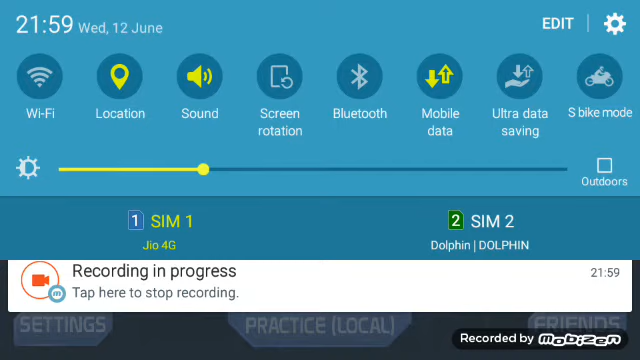 21:59 Wed, 12 June
EDIT
Wi-Fi
Location
Sound
Screen
rotation
Bluetooth
Mobile
data
Ultra data
saving
S bike mode
Outdoors
1 SIM 1
Jio 4G
2 SIM 2
Dolphin | DOLPHIN
Recording in progress
21:59
m
Tap here to stop recording.
SETTINGS
PRACTICE (LOCAL)
FRIENDS
Recorded by mobizen